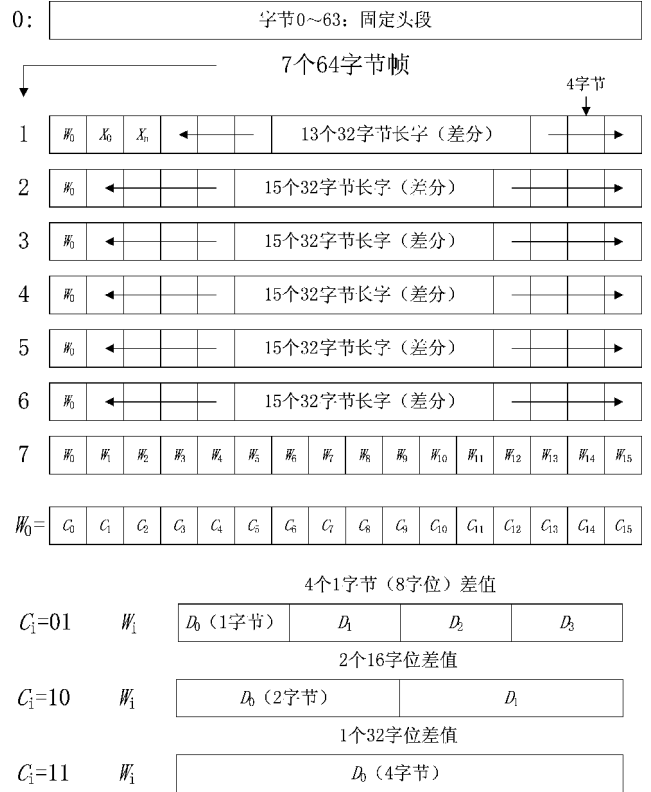 0: 字节0～63：固定头段
7个64字节帧
4字节
1 W0 X0 Xn 13个32字节长字（差分）
2 W0 15个32字节长字（差分）
3 W0 15个32字节长字（差分）
4 W0 15个32字节长字（差分）
5 W0 15个32字节长字（差分）
6 W0 15个32字节长字（差分）
7 W0 W1 W2 W3 W4 W5 W6 W7 W8 W9 W10 W11 W12 W13 W14 W15
W0= C0 C1 C2 C3 C4 C5 C6 C7 C8 C9 C10 C11 C12 C13 C14 C15
4个1字节（8字位）差值
Ci=01 Wi D0（1字节） D1 D2 D3
2个16字位差值
Ci=10 Wi D0（2字节） D1
1个32字位差值
Ci=11 Wi D0（4字节）